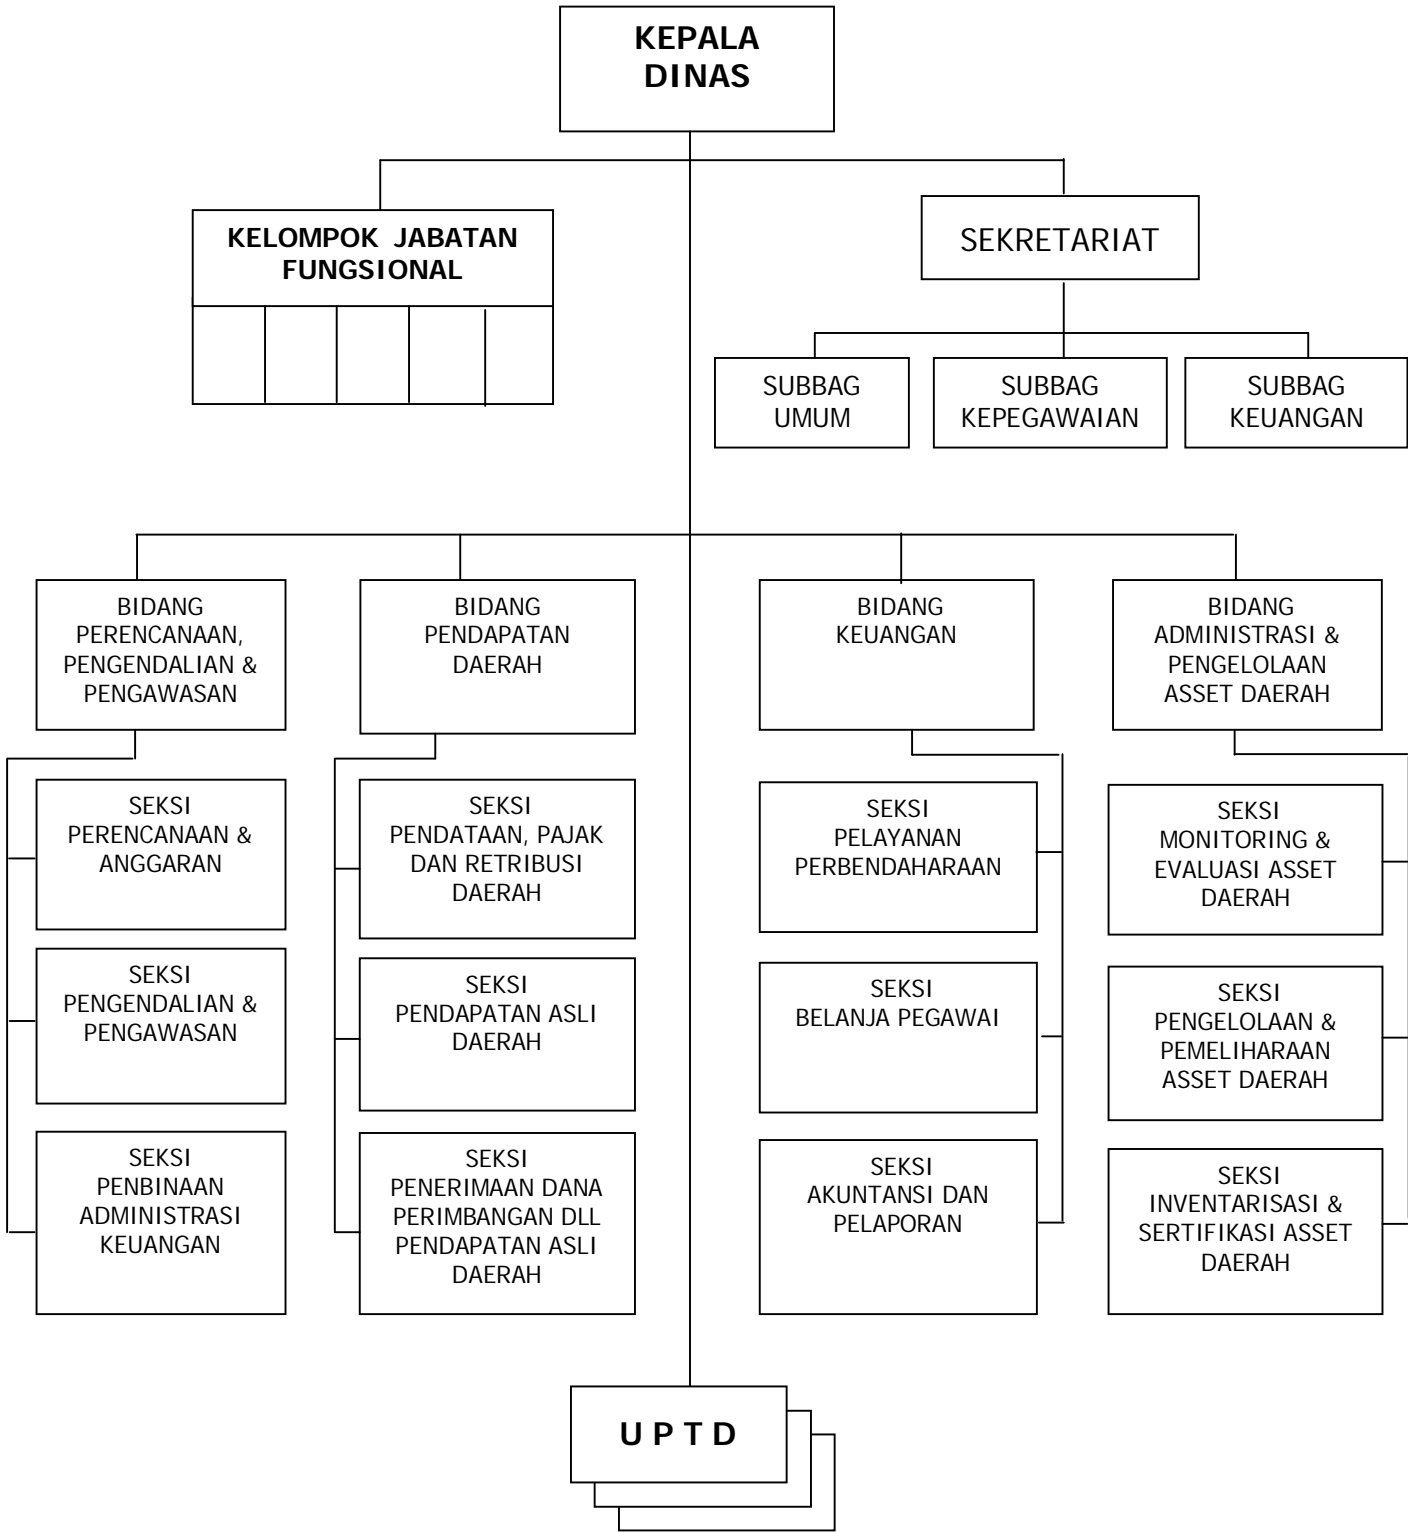 KEPALA
DINAS
KELOMPOK JABATAN
FUNGSIONAL
SEKRETARIAT
SUBBAG
UMUM
SUBBAG
KEPEGAWAIAN
SUBBAG
KEUANGAN
BIDANG
PERENCANAAN,
PENGENDALIAN &
PENGAWASAN
BIDANG
PENDAPATAN
DAERAH
BIDANG
KEUANGAN
BIDANG
ADMINISTRASI &
PENGELOLAAN
ASSET DAERAH
SEKSI
PERENCANAAN &
ANGGARAN
SEKSI
PENDATAAN, PAJAK
DAN RETRIBUSI
DAERAH
SEKSI
PELAYANAN
PERBENDAHARAAN
SEKSI
MONITORING &
EVALUASI ASSET
DAERAH
SEKSI
PENGENDALIAN &
PENGAWASAN
SEKSI
PENDAPATAN ASLI
DAERAH
SEKSI
BELANJA PEGAWAI
SEKSI
PENGELOLAAN &
PEMELIHARAAN
ASSET DAERAH
SEKSI
PENBINAAN
ADMINISTRASI
KEUANGAN
SEKSI
PENERIMAAN DANA
PERIMBANGAN DLL
PENDAPATAN ASLI
DAERAH
SEKSI
AKUNTANSI DAN
PELAPORAN
SEKSI
INVENTARISASI &
SERTIFIKASI ASSET
DAERAH
U P T D